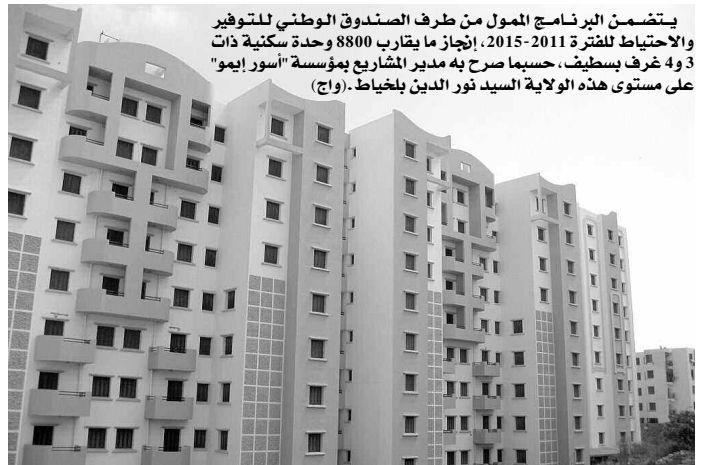 يتضمن البرنامج الممول من طرف الصندوق الوطني للتوفير
والاحتياط للفترة 2011-2015، إنجاز ما يقارب 8800 وحدة سكنية ذات
3 و4 غرف بسطيف، حسبما صرح به مدير المشاريع بمؤسسة "أسور إيمو"
على مستوى هذه الولاية السيد نور الدين بلخياط.(واج)